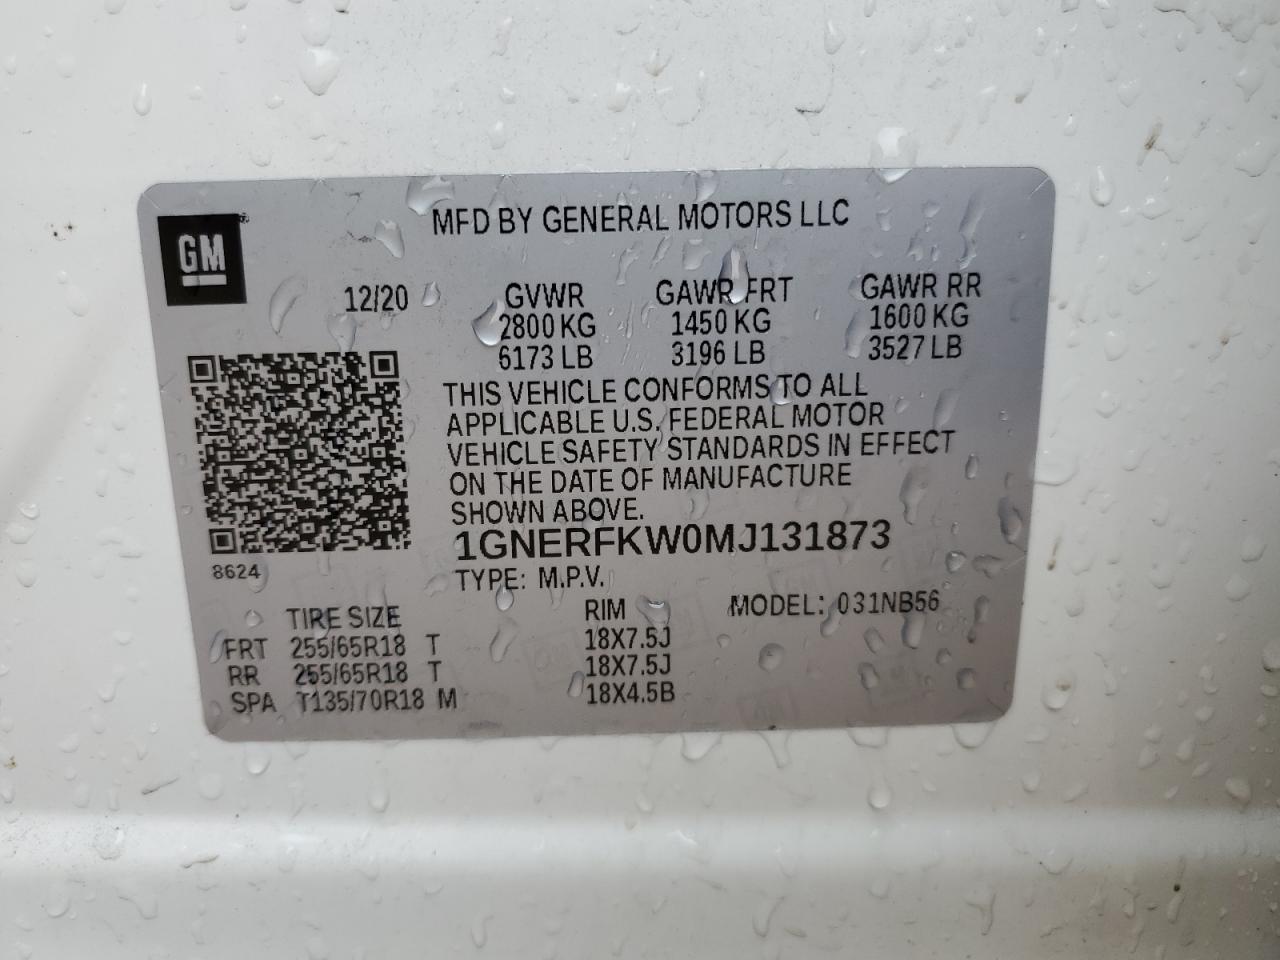 MFD BY GENERAL MOTORS LLC
GM
12/20 GVWR GAWR FRT GAWR RR
2800 KG 1450 KG 1600 KG
6173 LB 3196 LB 3527 LB
THIS VEHICLE CONFORMS TO ALL
APPLICABLE U.S. FEDERAL MOTOR
VEHICLE SAFETY STANDARDS IN EFFECT
ON THE DATE OF MANUFACTURE
SHOWN ABOVE.
1GNERFKW0MJ131873
8624
TYPE: M.P.V.
TIRE SIZE RIM MODEL: 031NB56
FRT 255/65R18 T 18X7.5J
RR 255/65R18 T 18X7.5J
SPA T135/70R18 M 18X4.5B